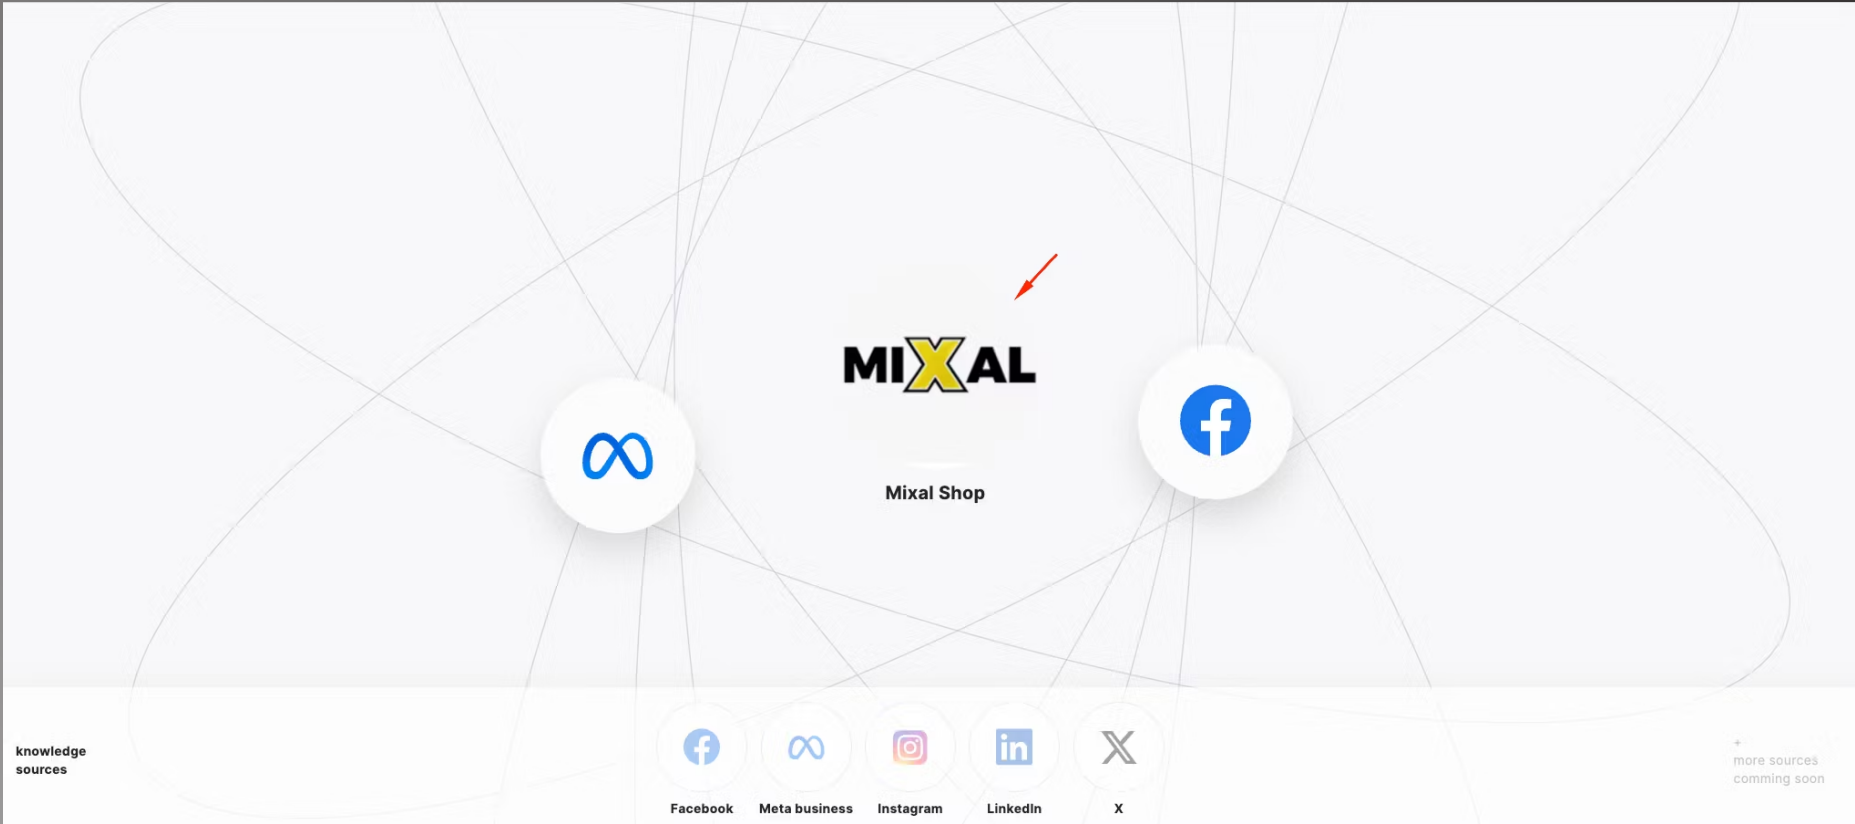 MIXAL
Mixal Shop
knowledge
sources
Facebook
Meta business
Instagram
LinkedIn
X
+
more sources
comming soon